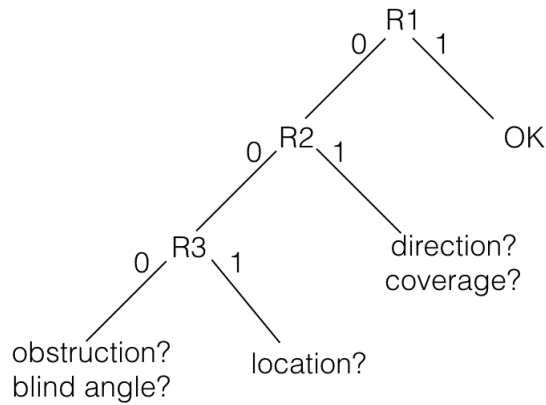 R1
0 1
R2
OK
0 1
R3
direction?
coverage?
0 1
obstruction?
blind angle?
location?